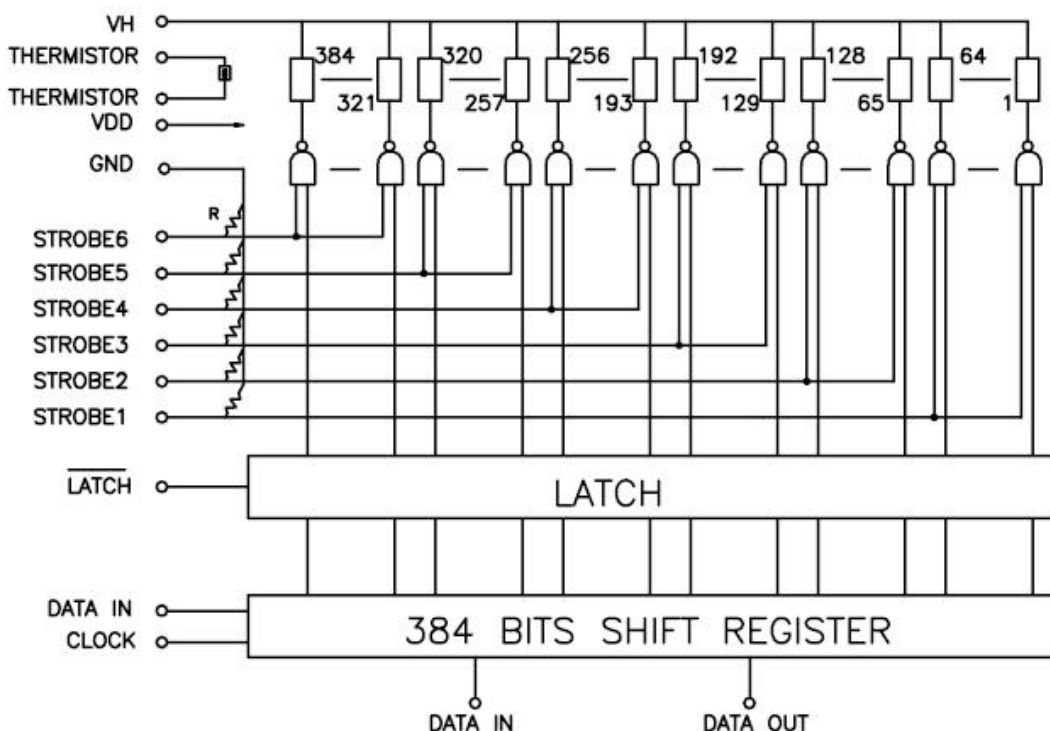 VH
384 320 256 192 128 64
THERMISTOR
THERMISTOR
321 257 193 129 65 1
VDD
GND
R
STROBE6
STROBE5
STROBE4
STROBE3
STROBE2
STROBE1
LATCH LATCH
DATA IN
384 BITS SHIFT REGISTER
CLOCK
DATA IN DATA OUT